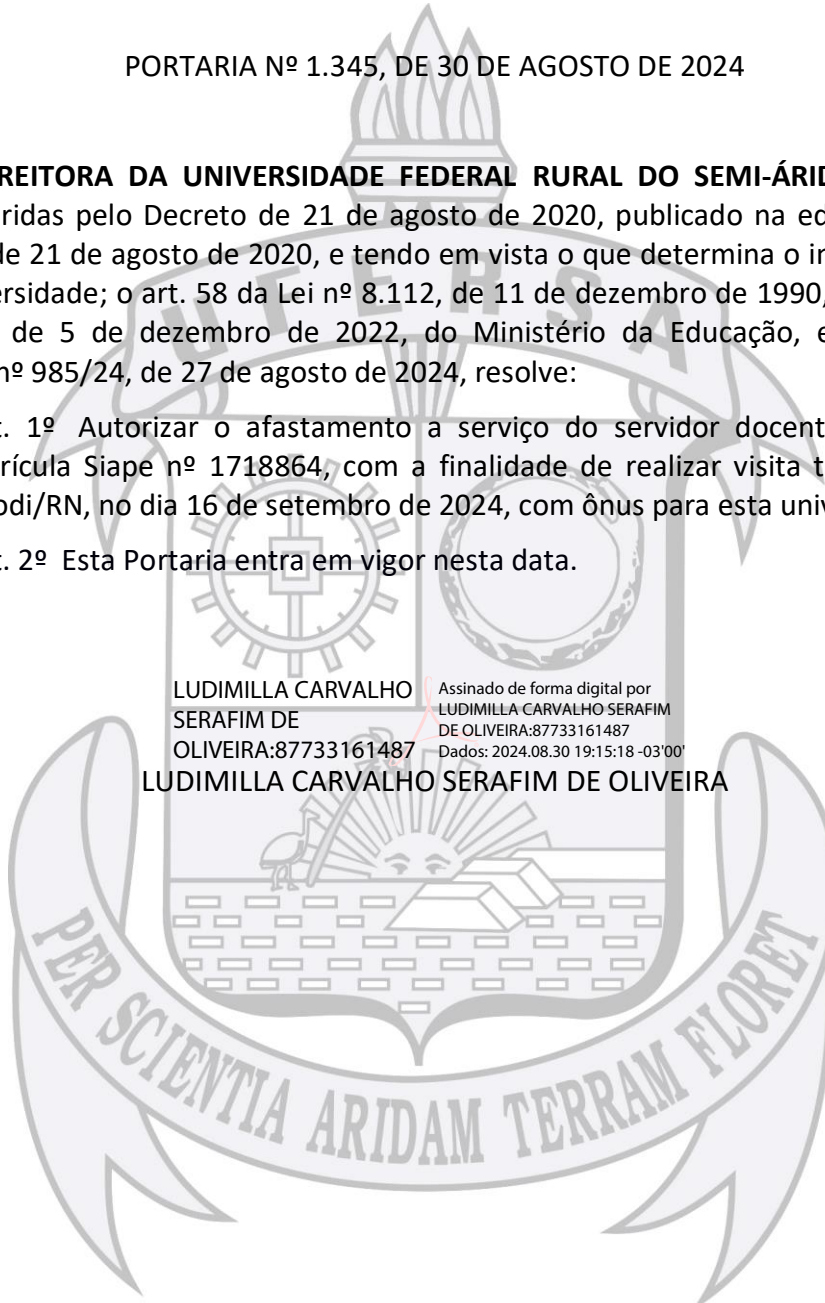 PORTARIA Nº 1.345, DE 30 DE AGOSTO DE 2024
REITORA DA UNIVERSIDADE FEDERAL RURAL DO SEMI-ÁRID
ridas pelo Decreto de 21 de agosto de 2020, publicado na ed
de 21 de agosto de 2020, e tendo em vista o que determina o in
ersidade; o art. 58 da Lei nº 8.112, de 11 de dezembro de 1990,
de 5 de dezembro de 2022, do Ministério da Educação, e
nº 985/24, de 27 de agosto de 2024, resolve:
t. 1º Autorizar o afastamento a serviço do servidor docent
rícula Siape nº 1718864, com a finalidade de realizar visita t
odi/RN, no dia 16 de setembro de 2024, com ônus para esta univ
t. 2º Esta Portaria entra em vigor nesta data.
LUDIMILLA CARVALHO
SERAFIM DE
OLIVEIRA:87733161487
Assinado de forma digital por
LUDIMILLA CARVALHO SERAFIM
DE OLIVEIRA:87733161487
Dados: 2024.08.30 19:15:18 -03'00'
LUDIMILLA CARVALHO SERAFIM DE OLIVEIRA
UFERSA
PER SCIENTIA ARIDAM TERRAM FLORET